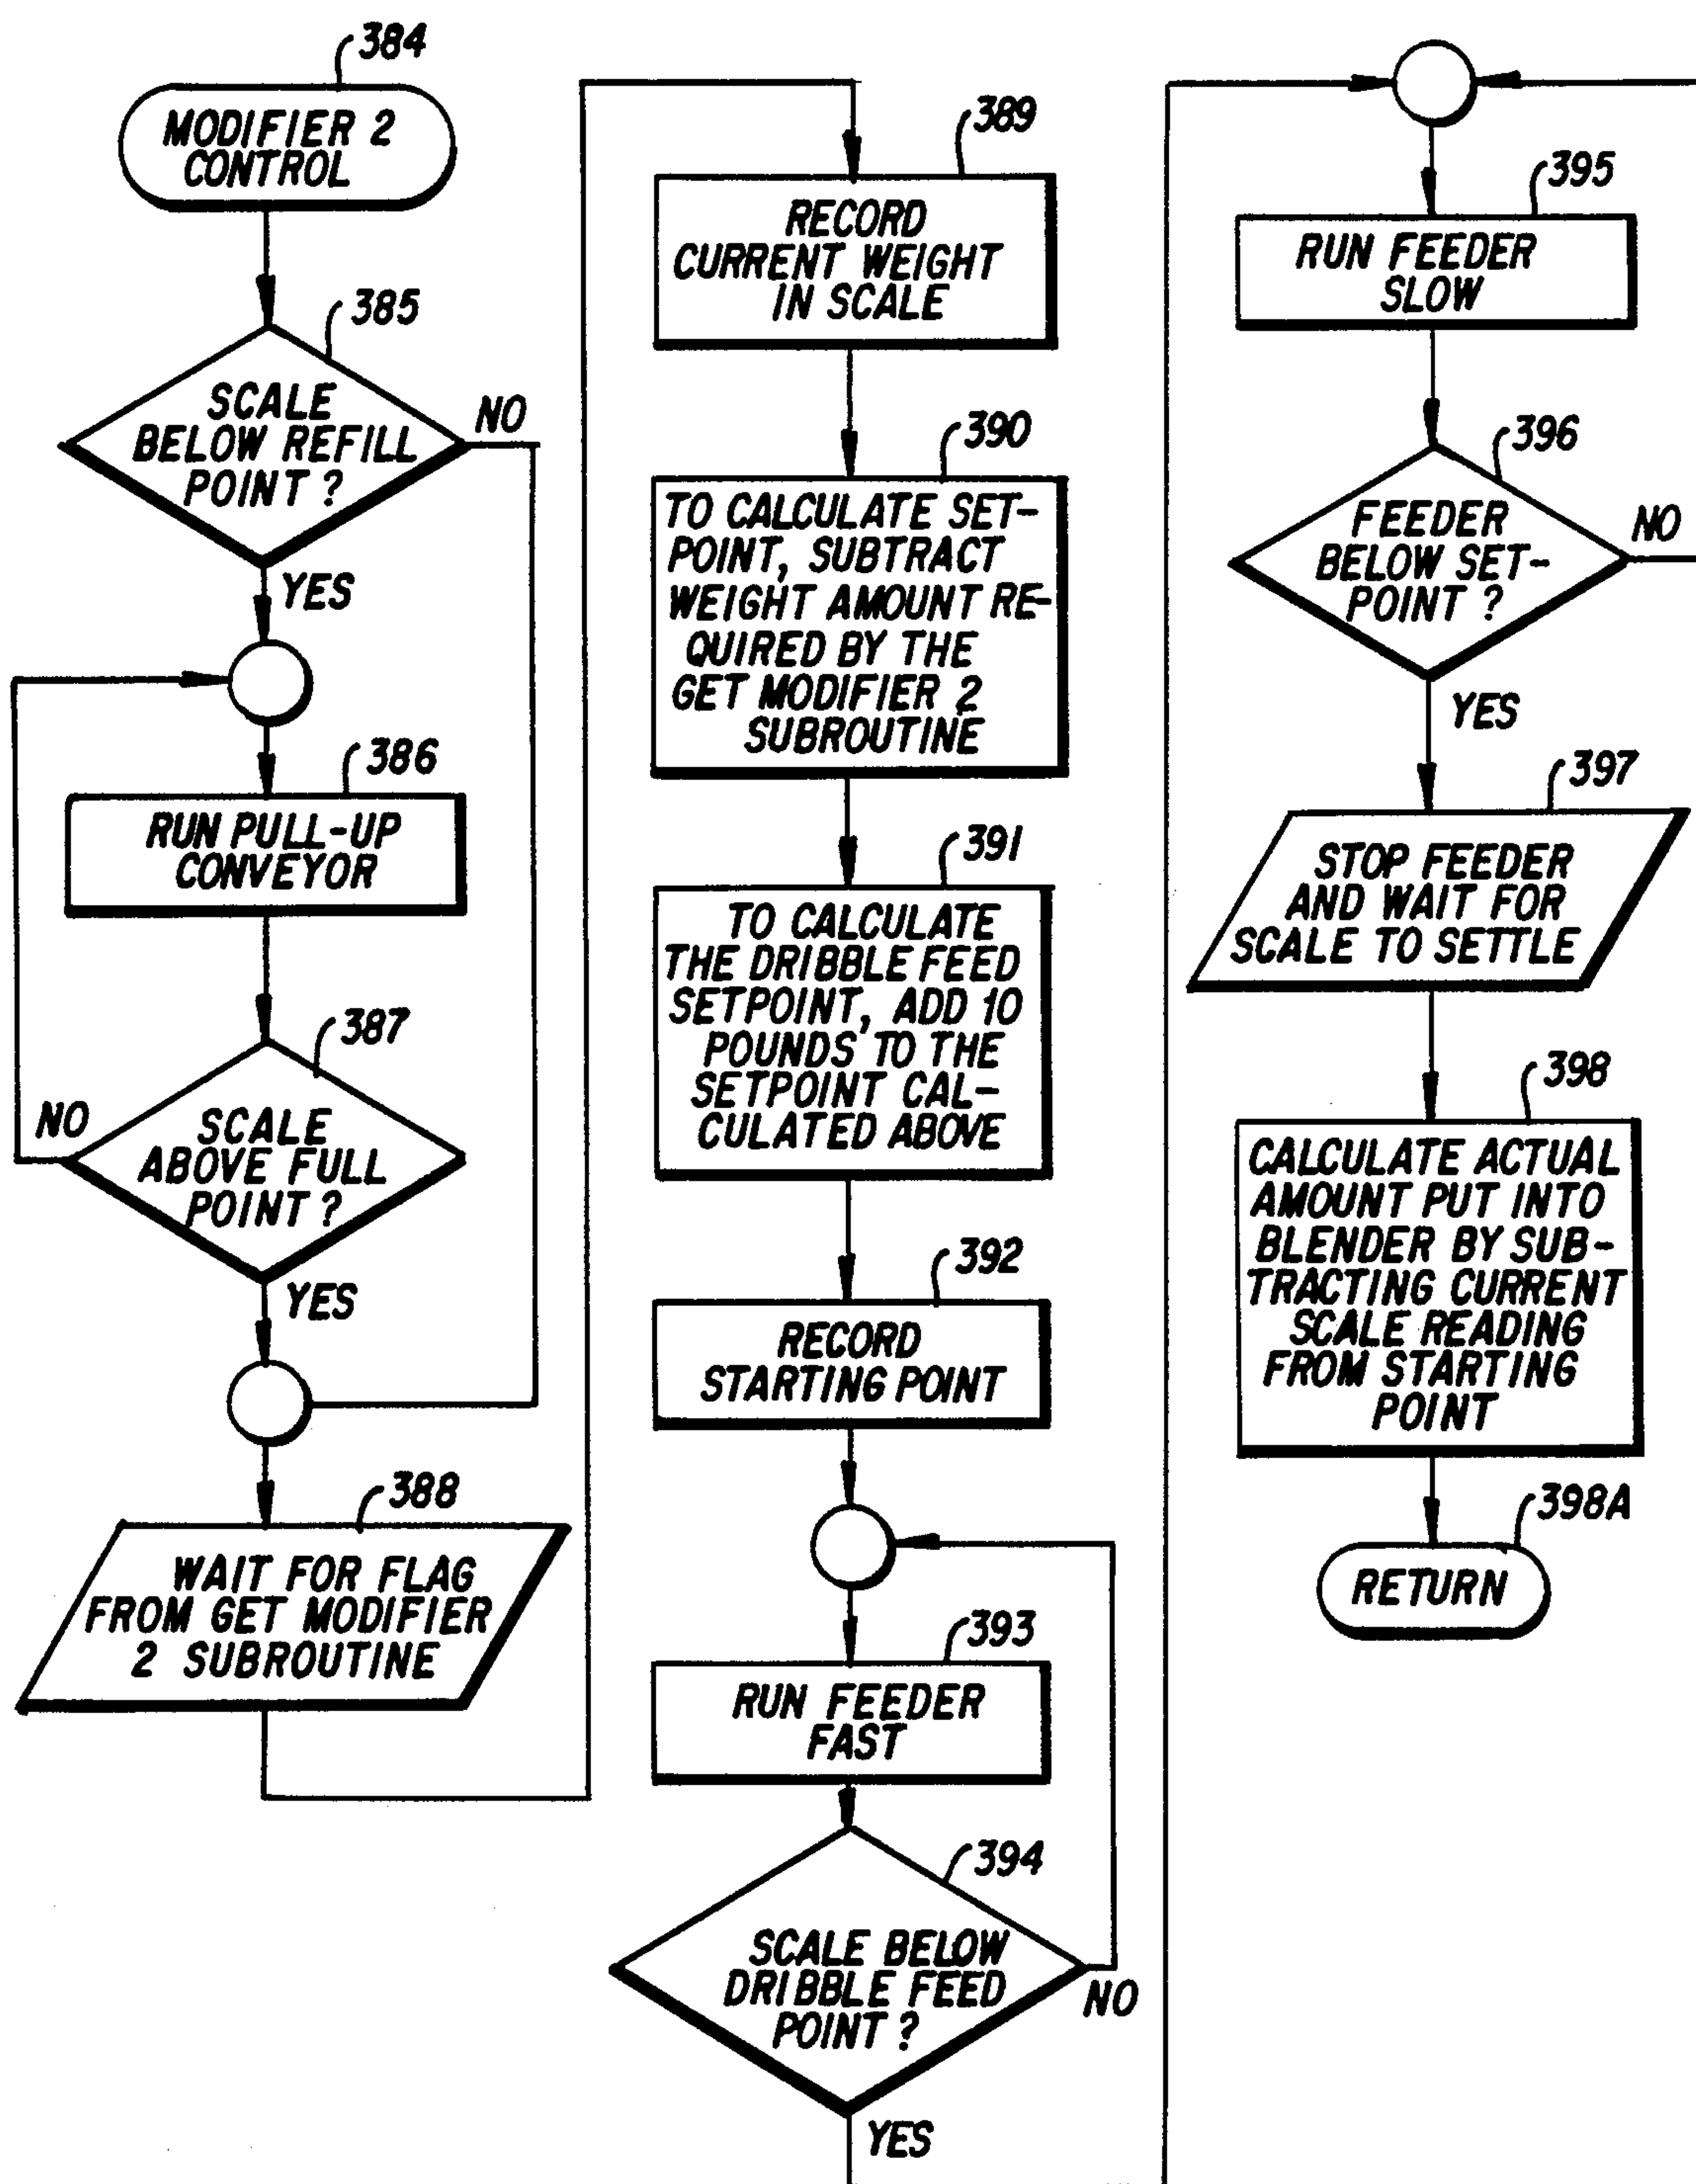 384
MODIFIER 2
CONTROL
385
SCALE
BELOW REFILL
POINT ?
NO
YES
386
RUN PULL-UP
CONVEYOR
387
NO
SCALE
ABOVE FULL
POINT ?
YES
388
WAIT FOR FLAG
FROM GET MODIFIER
2 SUBROUTINE
389
RECORD
CURRENT WEIGHT
IN SCALE
390
TO CALCULATE SET-
POINT, SUBTRACT
WEIGHT AMOUNT RE-
QUIRED BY THE
GET MODIFIER 2
SUBROUTINE
391
TO CALCULATE
THE DRIBBLE FEED
SETPOINT, ADD 10
POUNDS TO THE
SETPOINT CAL-
CULATED ABOVE
392
RECORD
STARTING POINT
393
RUN FEEDER
FAST
394
SCALE BELOW
DRIBBLE FEED
POINT ?
NO
YES
395
RUN FEEDER
SLOW
396
FEEDER
BELOW SET-
POINT ?
NO
YES
397
STOP FEEDER
AND WAIT FOR
SCALE TO SETTLE
398
CALCULATE ACTUAL
AMOUNT PUT INTO
BLENDER BY SUB-
TRACTING CURRENT
SCALE READING
FROM STARTING
POINT
398A
RETURN